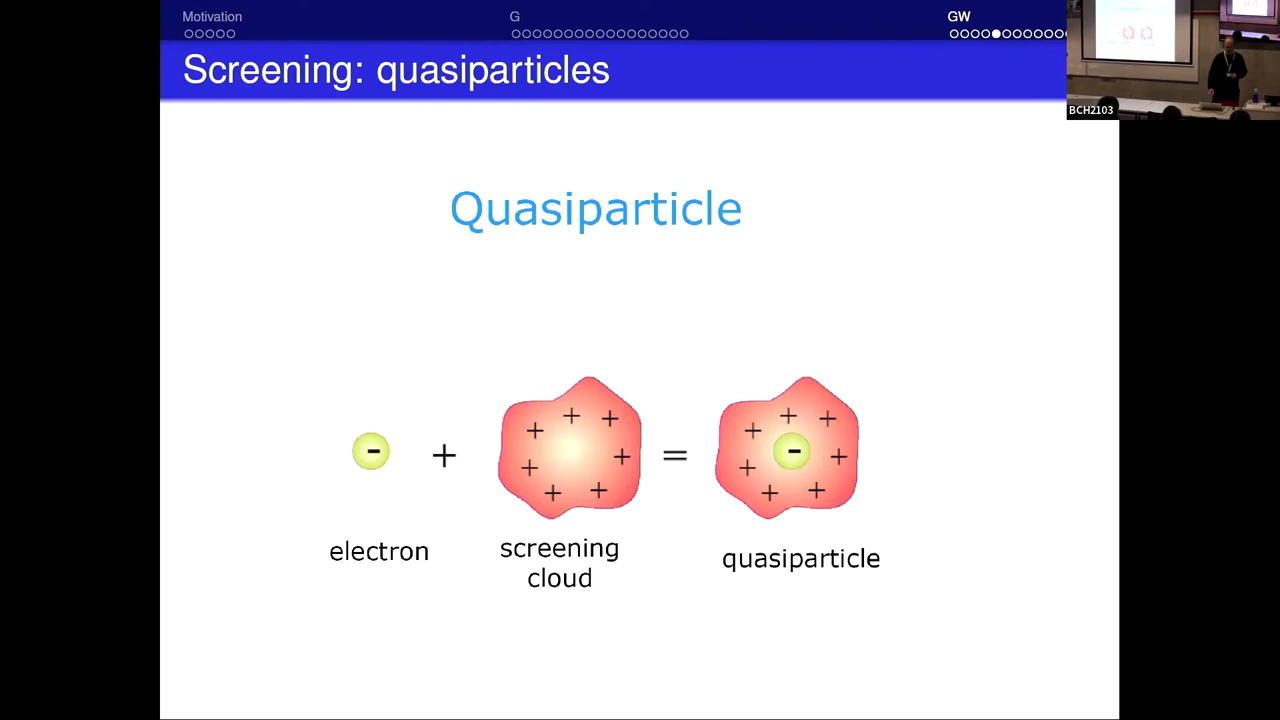 Motivation
G
GW
Screening: quasiparticles
BCH2103
Quasiparticle
-
+
+ + + + + + + +
=
+ + + + + + + +
-
electron
screening
cloud
quasiparticle